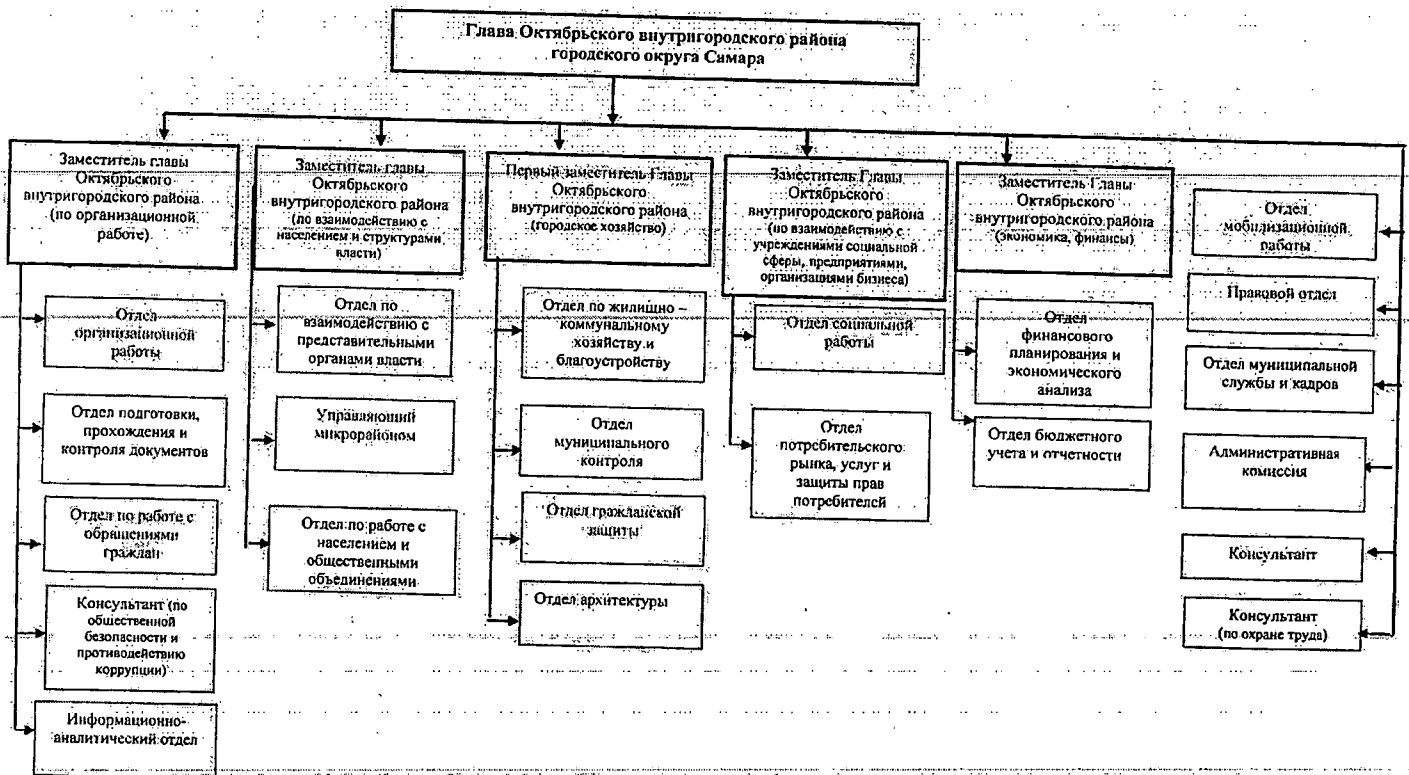 Глава Октябрьского внутригородского района
городского округа Самара
Заместитель главы
Октябрьского
внутригородского района
(по организационной
работе)
Отдел
организационной
работы
Отдел подготовки,
прохождения и
контроля документов
Отдел по работе с
обращениями
граждан
Консультант (по
общественной
безопасности и
противодействию
коррупции)
Информационно-
аналитический отдел
Заместитель главы
Октябрьского
внутригородского района
(по взаимодействию с
населением и структурами
власти)
Отдел по
взаимодействию с
представительными
органами власти
Управляющий
микрорайоном
Отдел по работе с
населением и
общественными
объединениями
Первый заместитель Главы
Октябрьского
внутригородского района
(городское хозяйство)
Отдел по жилищно –
коммунальному
хозяйству и
благоустройству
Отдел
муниципального
контроля
Отдел гражданской
защиты
Отдел архитектуры
Заместитель Главы
Октябрьского
внутригородского района
(по взаимодействию с
учреждениями социальной
сферы, предприятиями,
организациями бизнеса)
Отдел социальной
работы
Отдел
потребительского
рынка, услуг и
защиты прав
потребителей
Заместитель Главы
Октябрьского
внутригородского района
(экономика, финансы)
Отдел
финансового
планирования и
экономического
анализа
Отдел бюджетного
учета и отчетности
Отдел
мобилизационной
работы
Правовой отдел
Отдел муниципальной
службы и кадров
Административная
комиссия
Консультант
Консультант
(по охране труда)